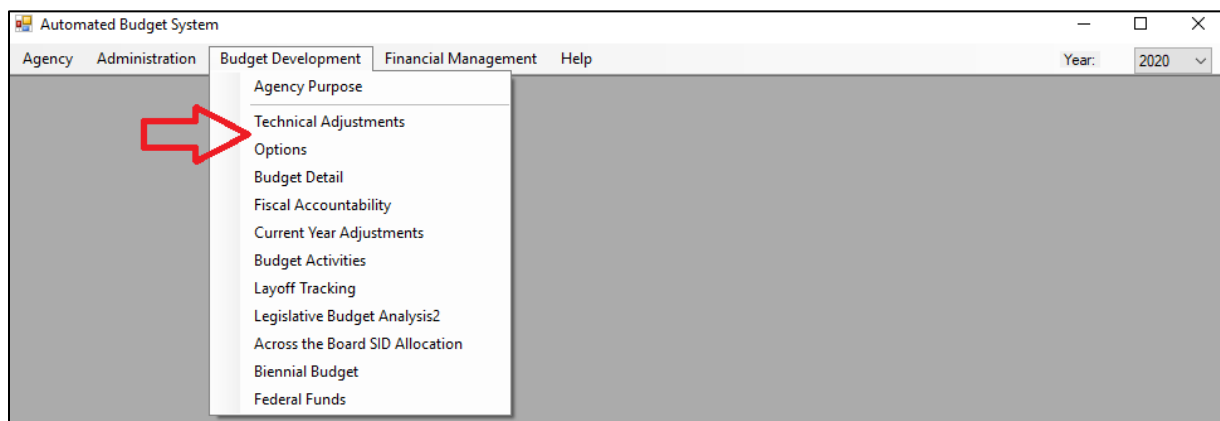 Automated Budget System
Agency Administration Budget Development Financial Management Help Year: 2020
Agency Purpose
Technical Adjustments
Options
Budget Detail
Fiscal Accountability
Current Year Adjustments
Budget Activities
Layoff Tracking
Legislative Budget Analysis2
Across the Board SID Allocation
Biennial Budget
Federal Funds